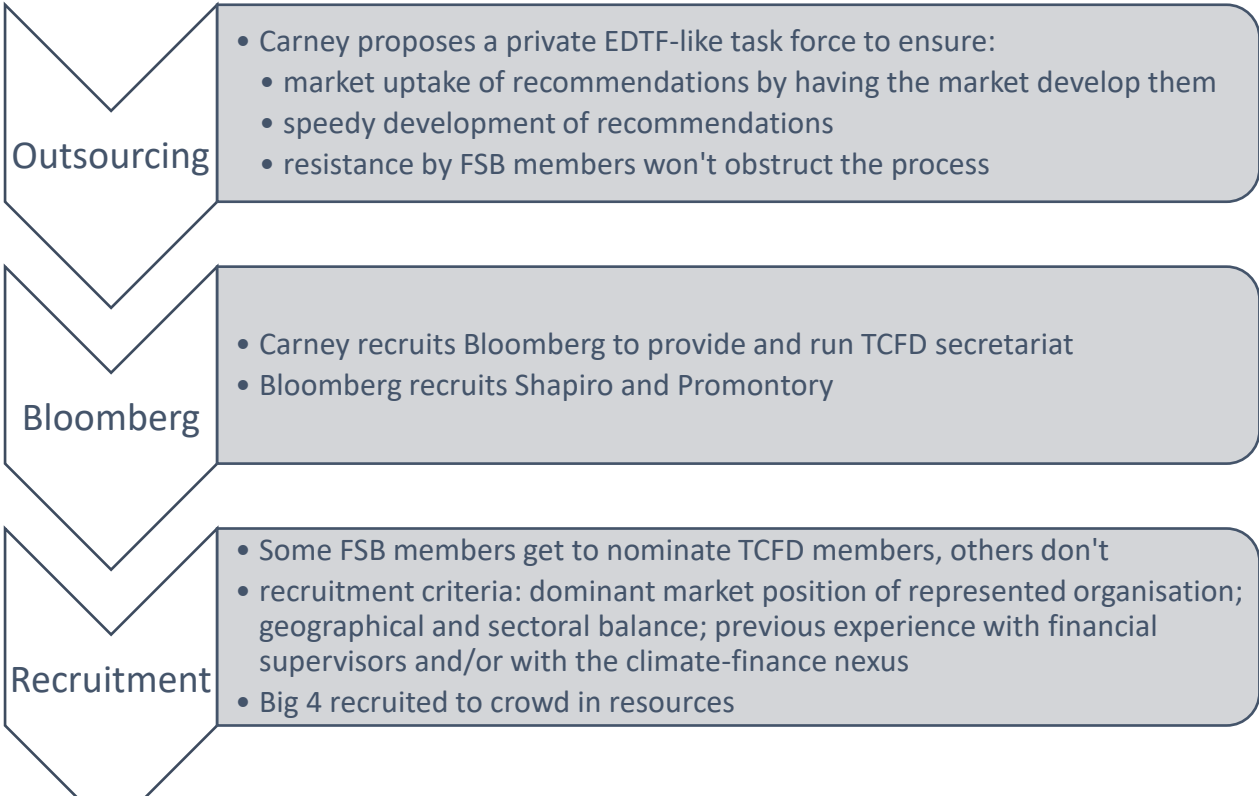 Outsourcing
• Carney proposes a private EDTF-like task force to ensure:
• market uptake of recommendations by having the market develop them
• speedy development of recommendations
• resistance by FSB members won't obstruct the process
Bloomberg
• Carney recruits Bloomberg to provide and run TCFD secretariat
• Bloomberg recruits Shapiro and Promontory
Recruitment
• Some FSB members get to nominate TCFD members, others don't
• recruitment criteria: dominant market position of represented organisation;
geographical and sectoral balance; previous experience with financial
supervisors and/or with the climate-finance nexus
• Big 4 recruited to crowd in resources